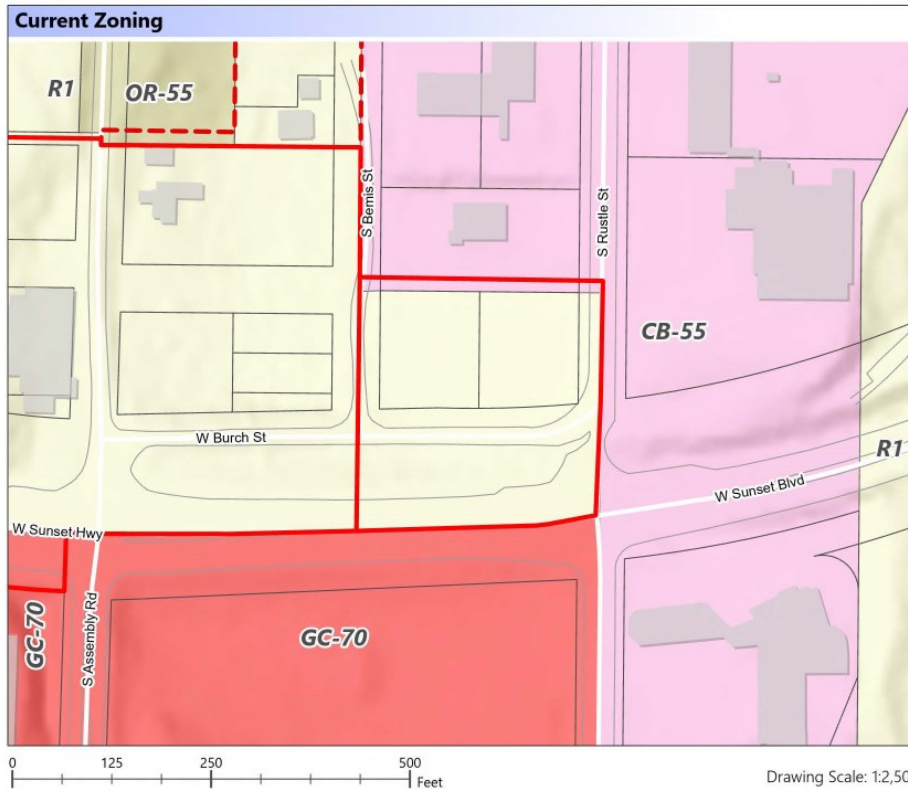 Current Zoning
R1
OR-55
S Bemis St
S Rustle St
CB-55
W Burch St
R1
W Sunset Blvd
W Sunset Hwy
GC-70
S Assembly Rd
GC-70
0 125 250 500
Feet
Drawing Scale: 1:2,50